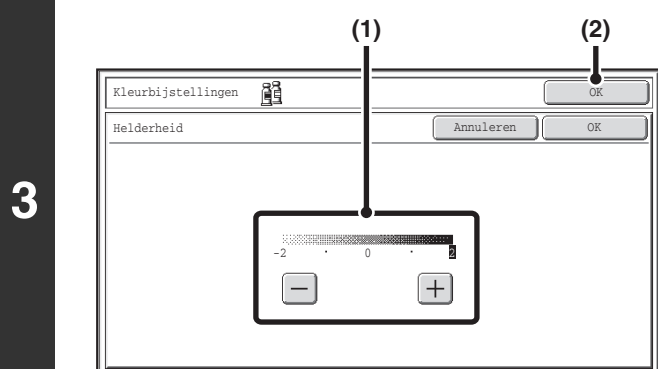 (1) (2)
Kleurbijstellingen OK
Helderheid Annuleren OK
3
-2 · 0 · 2
− +